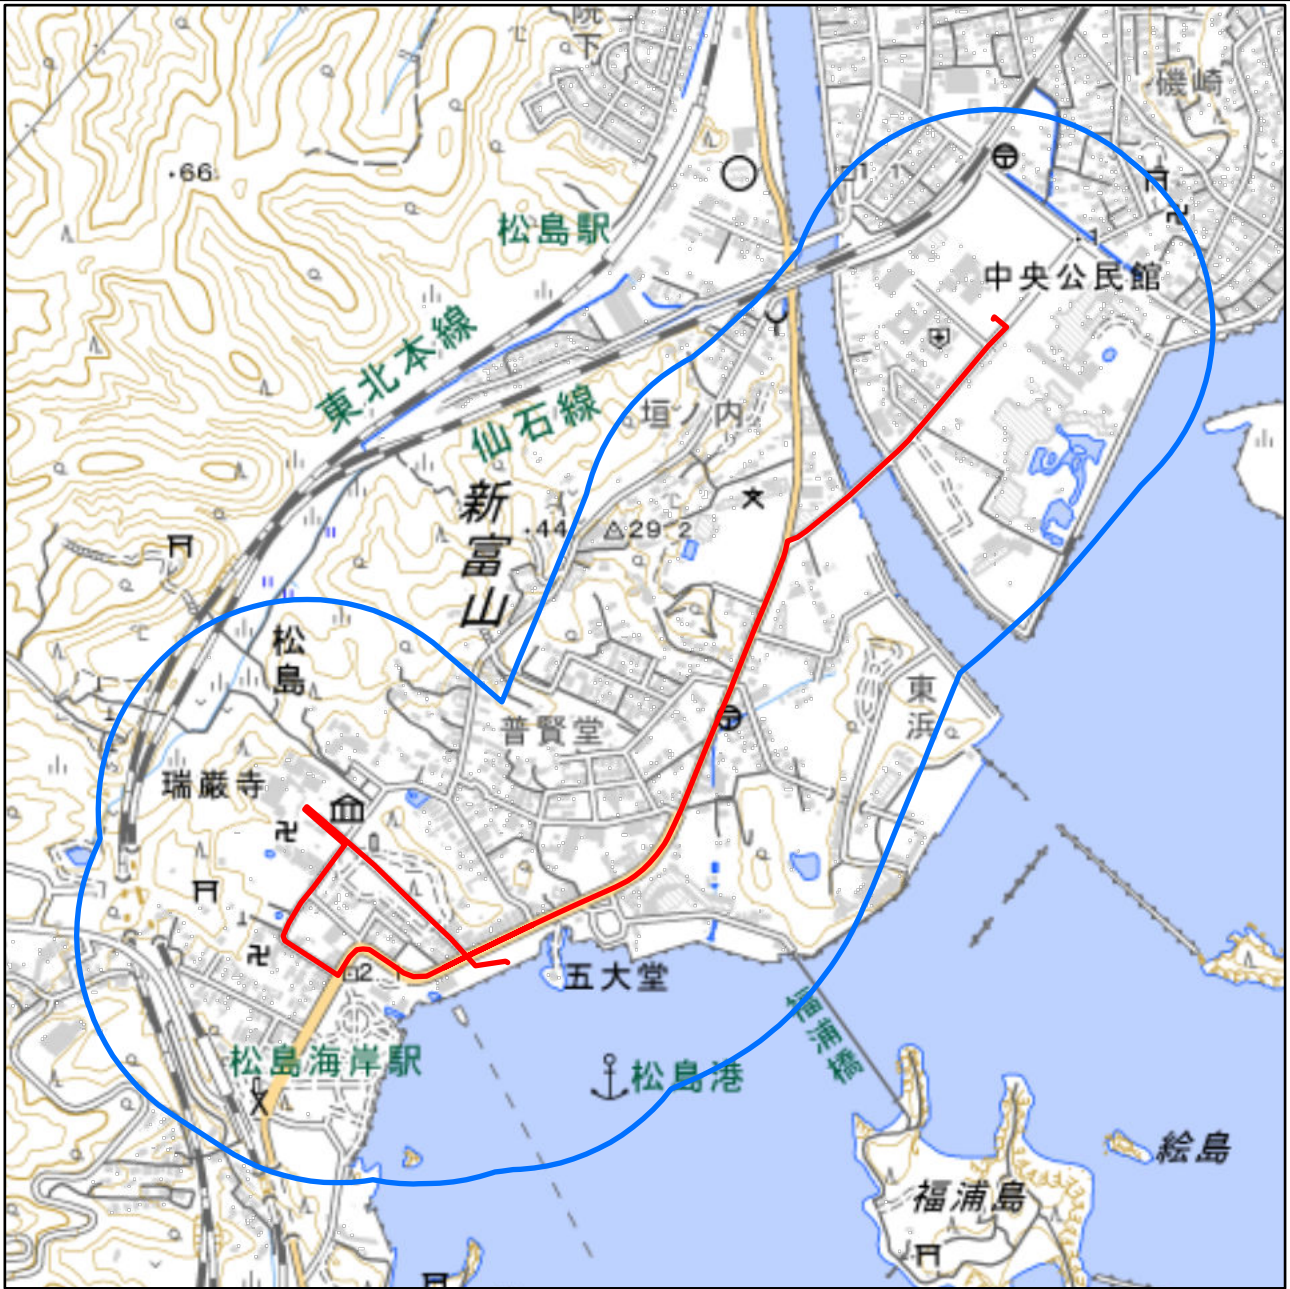 院下
磯崎
・66
1
松島駅
1
中央公民館
東北本線
仙石線
垣ノ内
新富山
・44
29 2
松島
東浜
普賢堂
瑞巌寺
2
五大堂
福浦橋
松島海岸駅
松島港
絵島
福浦島